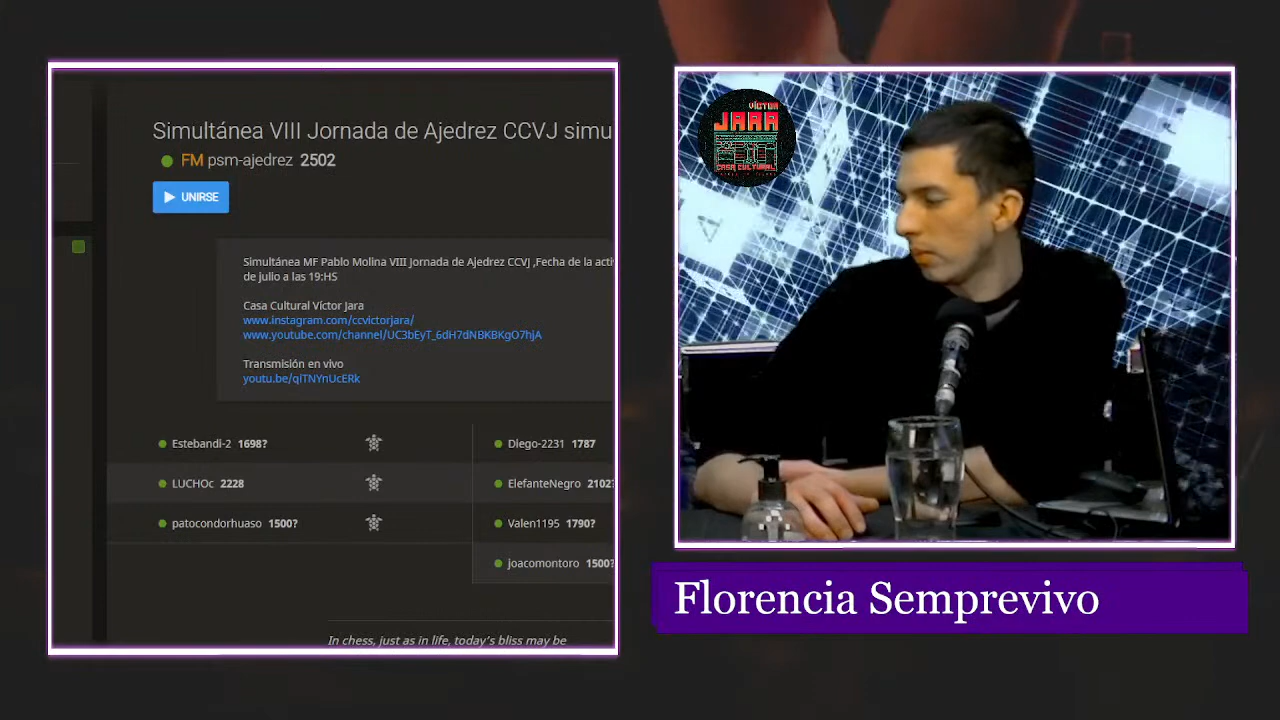 Simultánea VIII Jornada de Ajedrez CCVJ simu
FM psm-ajedrez 2502
UNIRSE
Simultánea MF Pablo Molina VIII jornada de Ajedrez CCVJ ,Fecha de la acti
de julio a las 19:HS
Casa Cultural Víctor Jara
www.instagram.com/ccvictorjara/
www.youtube.com/channel/UC3bEyT_6dH7dNBKBKgO7hjA
Transmisión en vivo
youtu.be/qiTNYnUcERk
Estebandi-2 1698?
LUCHOc 2228
patocondorhuaso 1500?
Diego-2231 1787
ElefanteNegro 2102?
Valen1195 1790?
joacomontoro 1500?
In chess, just as in life, today's bliss may be
VÍCTOR
JARA
CASA CULTURAL
Florencia Semprevivo